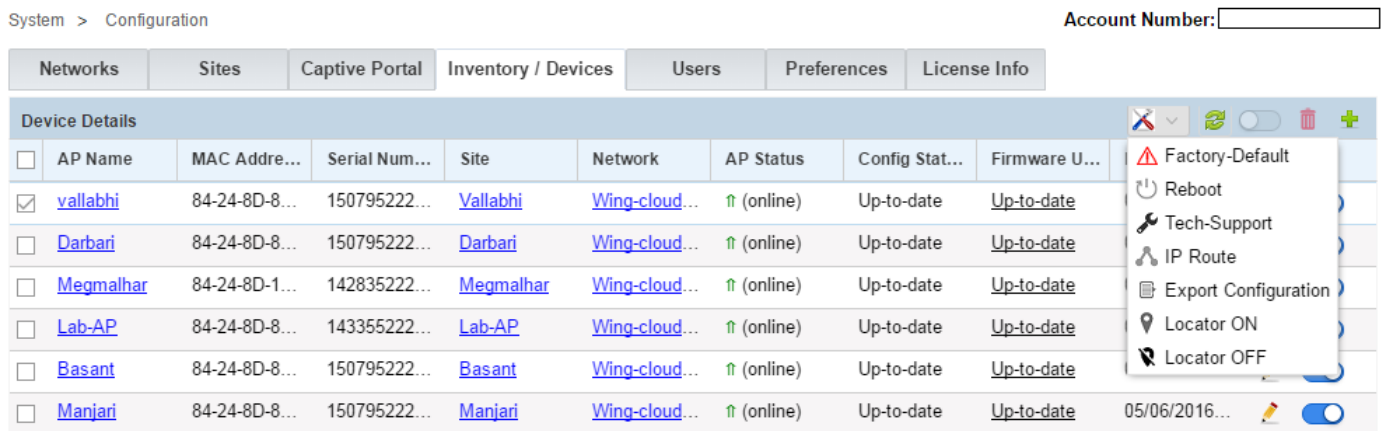 System > Configuration Account Number:
Networks Sites Captive Portal Inventory / Devices Users Preferences License Info
Device Details
AP Name MAC Addre... Serial Num... Site Network AP Status Config Stat... Firmware U...
Factory-Default
vallabhi 84-24-8D-8... 150795222... Vallabhi Wing-cloud... ⇑ (online) Up-to-date Up-to-date
Reboot
Tech-Support
Darbari 84-24-8D-8... 150795222... Darbari Wing-cloud... ⇑ (online) Up-to-date Up-to-date
IP Route
Megmalhar 84-24-8D-1... 142835222... Megmalhar Wing-cloud... ⇑ (online) Up-to-date Up-to-date
Export Configuration
Lab-AP 84-24-8D-8... 143355222... Lab-AP Wing-cloud... ⇑ (online) Up-to-date Up-to-date
Locator ON
Locator OFF
Basant 84-24-8D-8... 150795222... Basant Wing-cloud... ⇑ (online) Up-to-date Up-to-date
Manjari 84-24-8D-8... 150795222... Manjari Wing-cloud... ⇑ (online) Up-to-date Up-to-date 05/06/2016...